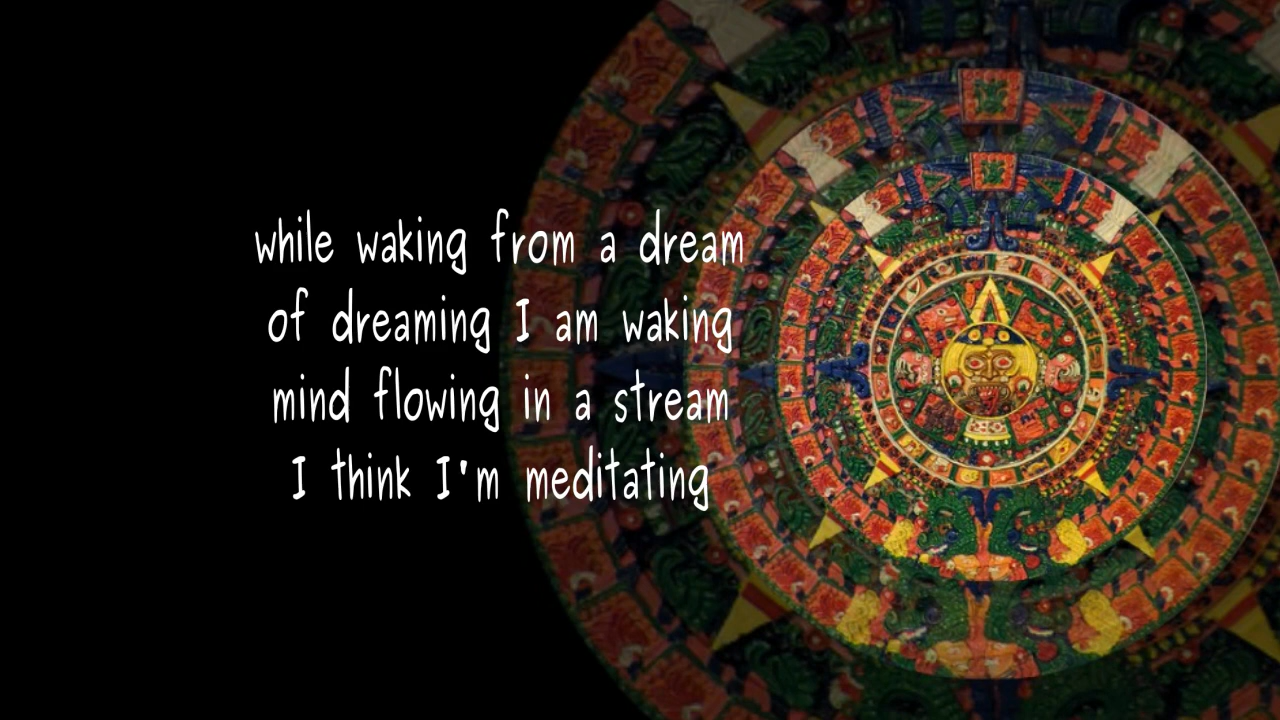 while waking from a dream
of dreaming I am waking
mind flowing in a stream
I think I'm meditating